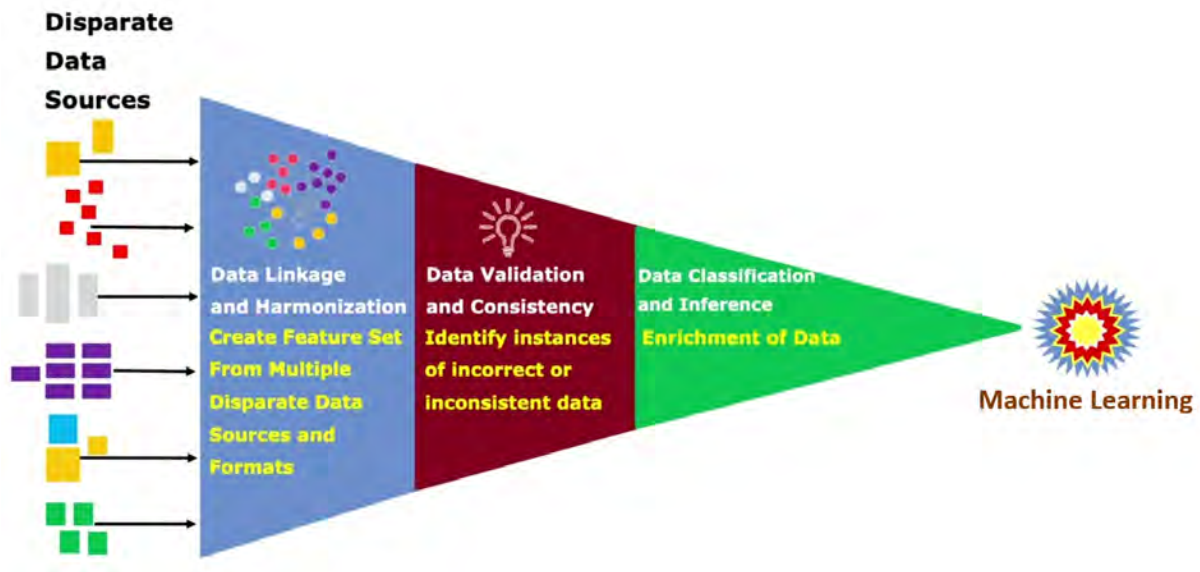 Disparate
Data
Sources
Data Linkage
and Harmonization
Create Feature Set
From Multiple
Disparate Data
Sources and
Formats
Data Validation
and Consistency
Identify instances
of incorrect or
inconsistent data
Data Classification
and Inference
Enrichment of Data
Machine Learning